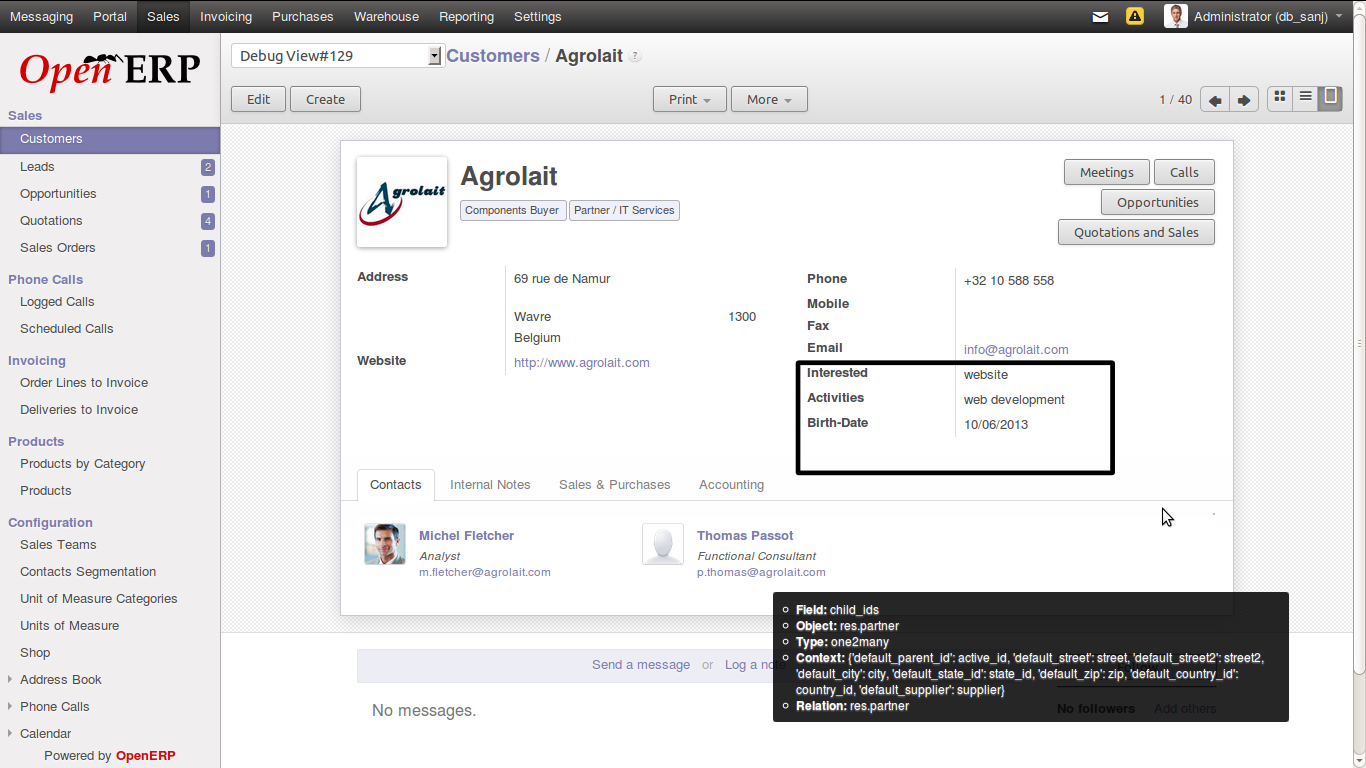 Messaging Portal Sales Invoicing Purchases Warehouse Reporting Settings Administrator (db_sanj)
Open ERP
Sales
Customers
Leads 2
Opportunities 1
Quotations 4
Sales Orders 1
Phone Calls
Logged Calls
Scheduled Calls
Invoicing
Order Lines to Invoice
Deliveries to Invoice
Products
Products by Category
Products
Configuration
Sales Teams
Contacts Segmentation
Unit of Measure Categories
Units of Measure
Shop
Address Book
Phone Calls
Calendar
Powered by OpenERP
Debug View#129 Customers / Agrolait ?
Edit Create Print More 1 / 40
Agrolait
Agrolait
Components Buyer Partner / IT Services
Meetings Calls
Opportunities
Quotations and Sales
Address 69 rue de Namur
Wavre 1300
Belgium
Website http://www.agrolait.com
Phone +32 10 588 558
Mobile
Fax
Email info@agrolait.com
Interested website
Activities web development
Birth-Date 10/06/2013
Contacts Internal Notes Sales & Purchases Accounting
Michel Fletcher
Analyst
m.fletcher@agrolait.com
Thomas Passot
Functional Consultant
p.thomas@agrolait.com
Field: child_ids
Object: res.partner
Type: one2many
Context: {'default_parent_id': active_id, 'default_street': street, 'default_street2': street2,
'default_city': city, 'default_state_id': state_id, 'default_zip': zip, 'default_country_id':
country_id, 'default_supplier': supplier}
Relation: res.partner
Send a message or Log a note
No messages.
No followers Add others